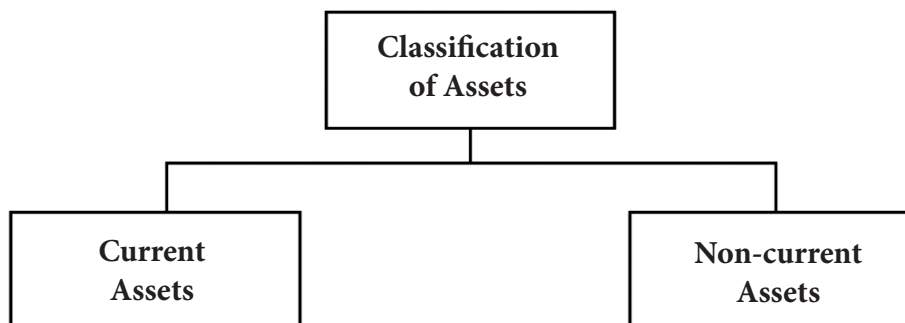 Classification
of Assets
Current
Assets
Non-current
Assets